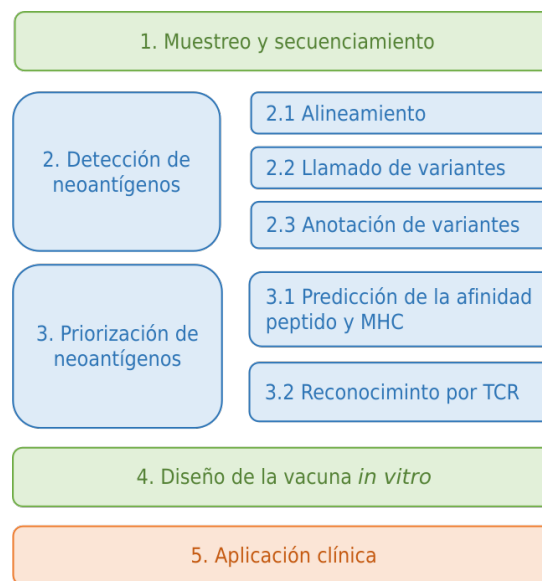 1. Muestreo y secuenciamiento
2. Detección de
neoantígenos
2.1 Alineamiento
2.2 Llamado de variantes
2.3 Anotación de variantes
3. Priorización de
neoantígenos
3.1 Predicción de la afinidad
peptido y MHC
3.2 Reconociminto por TCR
4. Diseño de la vacuna in vitro
5. Aplicación clínica